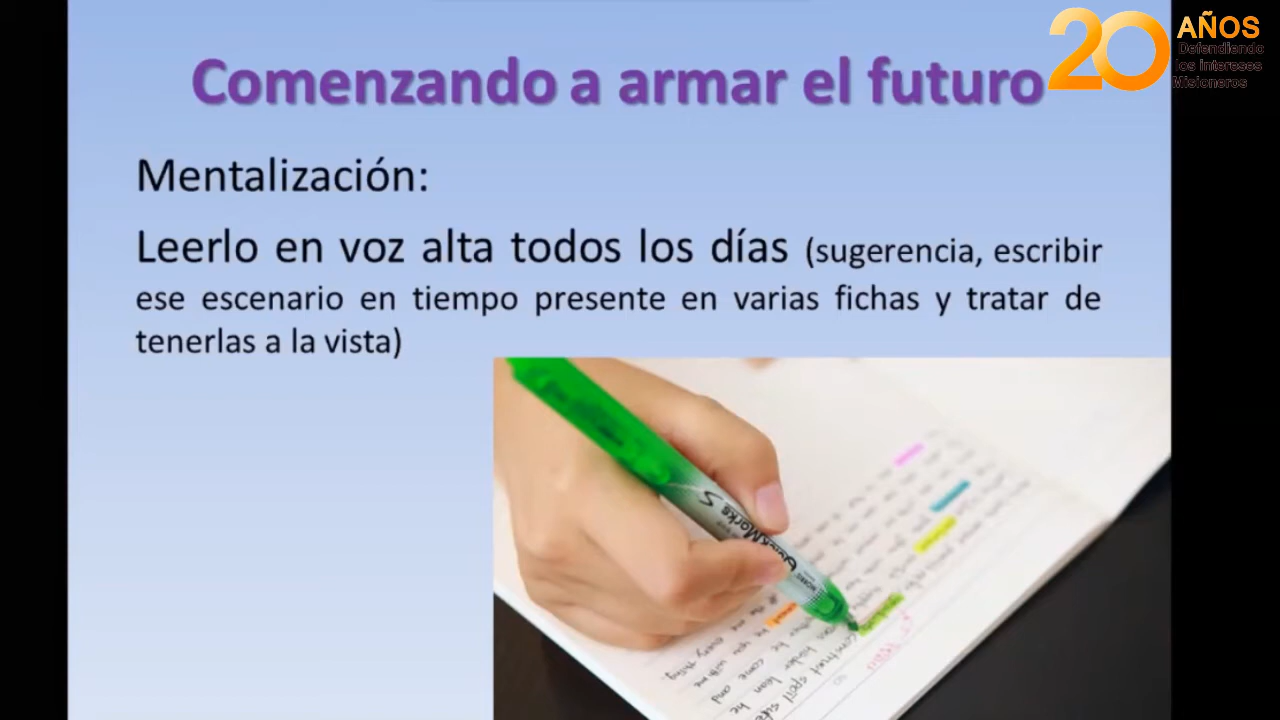 Comenzando a armar el futuro
20 AÑOS
Defendiendo
los intereses
Misioneros
Mentalización:
Leerlo en voz alta todos los días (sugerencia, escribir
ese escenario en tiempo presente en varias fichas y tratar de
tenerlas a la vista)
QuickMarks